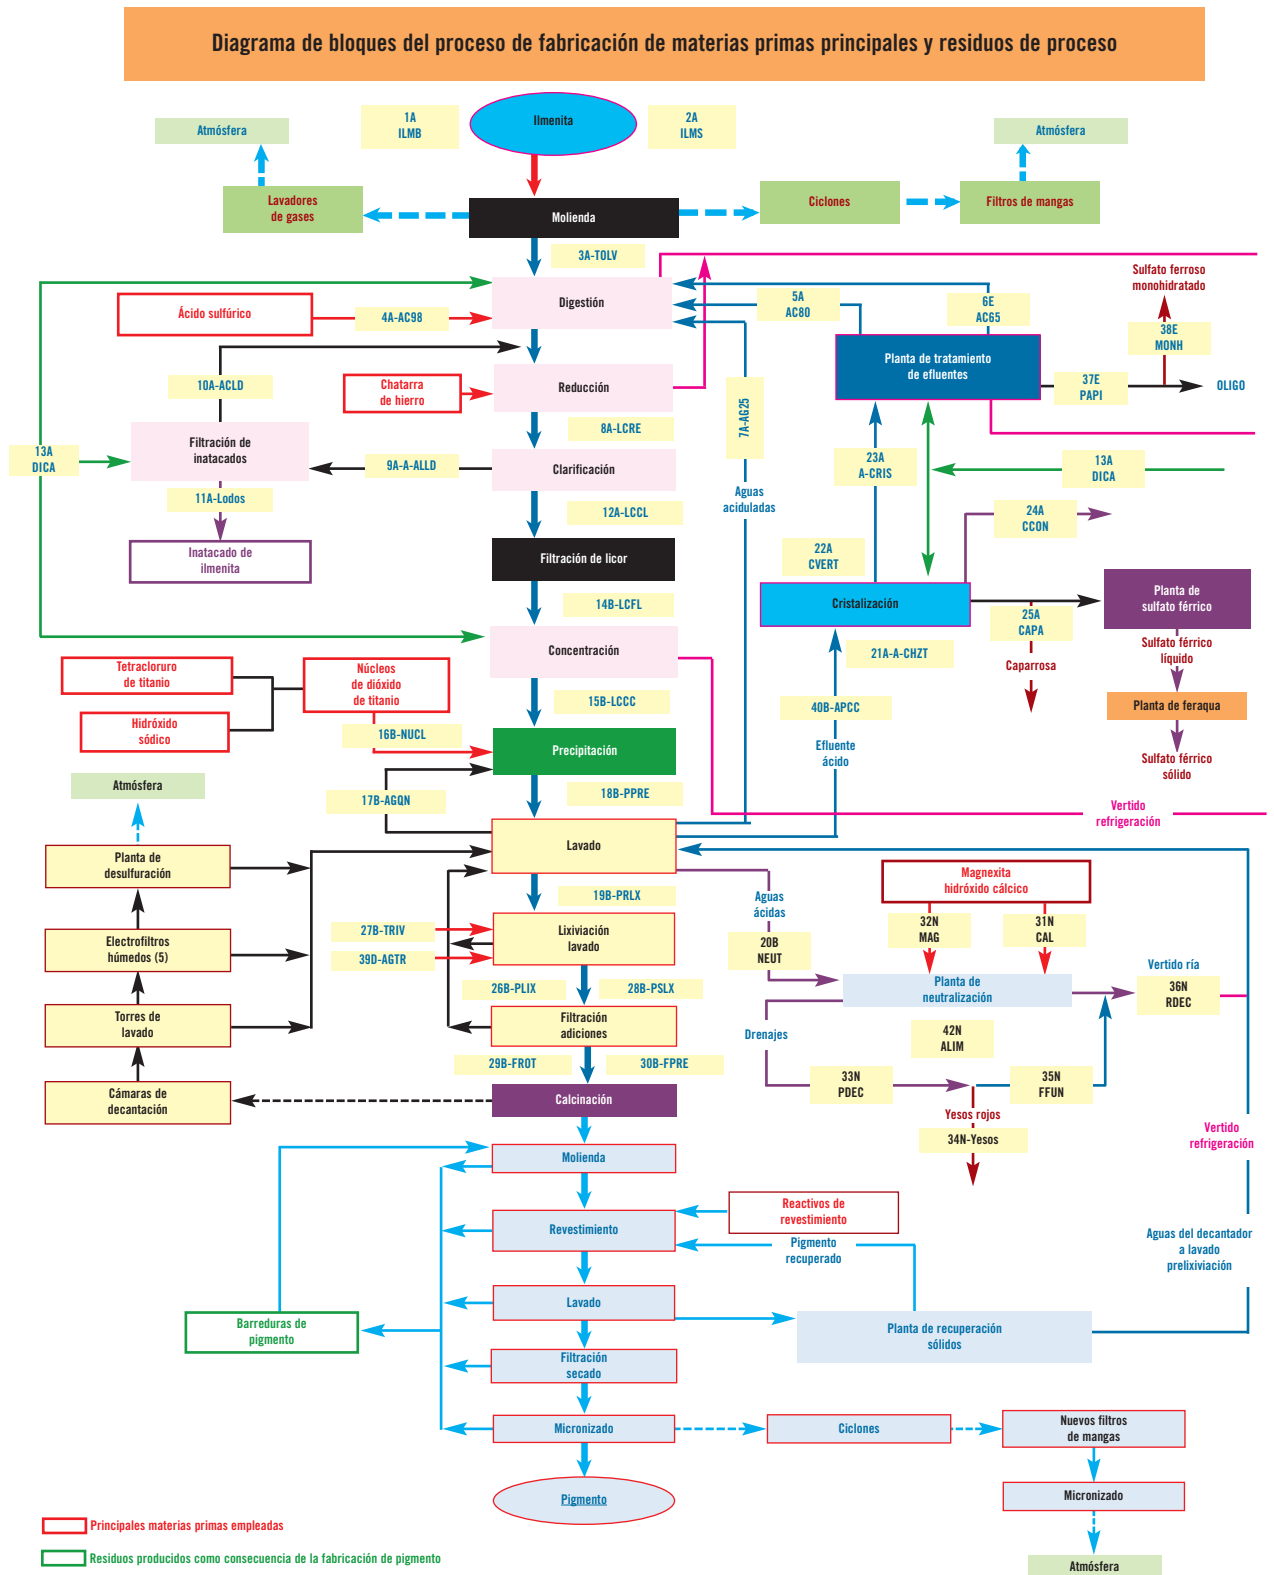 Diagrama de bloques del proceso de fabricación de materias primas principales y residuos de proceso
1A
ILMB
Ilmenita
2A
ILMS
Atmósfera
Atmósfera
Lavadores
de gases
Molienda
Ciclones
Filtros de mangas
3A-TOLV
Digestión
Ácido sulfúrico
4A-AC98
5A
AC80
6E
AC65
Sulfato ferroso
monohidratado
38E
MONH
Planta de tratamiento
de efluentes
37E
PAPI
OLIGO
10A-ACLD
Chatarra
de hierro
Reducción
7A-AG25
8A-LCRE
13A
DICA
Filtración de
inatacados
9A-A-ALLD
Clarificación
23A
A-CRIS
13A
DICA
11A-Lodos
12A-LCCL
Aguas
aciduladas
24A
CCON
Inatacado de
ilmenita
Filtración de licor
22A
CVERT
14B-LCFL
Cristalización
Planta de
sulfato férrico
25A
CAPA
Concentración
21A-A-CHZT
Caparrosa
Sulfato férrico
líquido
Tetracloruro
de titanio
Núcleos
de dióxido
de titanio
15B-LCCC
40B-APCC
Planta de feraqua
Hidróxido
sódico
16B-NUCL
Precipitación
Efluente
ácido
Sulfato férrico
sólido
Atmósfera
17B-AGQN
18B-PPRE
Vertido
refrigeración
Planta de
desulfuración
Lavado
Magnexita
hidróxido cálcico
19B-PRLX
Aguas
ácidas
32N
MAG
31N
CAL
27B-TRIV
Lixiviación
lavado
Electrofiltros
húmedos (5)
39D-AGTR
20B
NEUT
Vertido ría
Planta de
neutralización
36N
RDEC
26B-PLIX
28B-PSLX
Torres de
lavado
Filtración
adiciones
Drenajes
42N
ALIM
29B-FROT
30B-FPRE
33N
PDEC
35N
FFUN
Cámaras de
decantación
Calcinación
Yesos rojos
34N-Yesos
Vertido
refrigeración
Molienda
Reactivos de
revestimiento
Revestimiento
Pigmento
recuperado
Aguas del decantador
a lavado
prelixiviación
Lavado
Barreduras de
pigmento
Planta de recuperación
sólidos
Filtración
secado
Micronizado
Ciclones
Nuevos filtros
de mangas
Pigmento
Micronizado
Principales materias primas empleadas
Residuos producidos como consecuencia de la fabricación de pigmento
Atmósfera